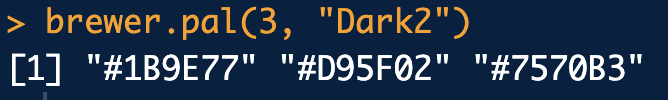 > brewer.pal(3, "Dark2")
[1] "#1B9E77" "#D95F02" "#7570B3"